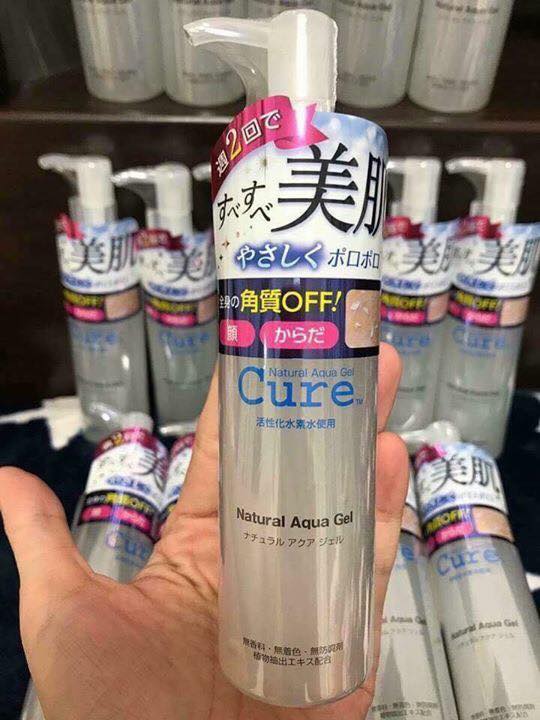 週2回で
すべすべ美肌
やさしくポロポロ
全身の角質OFF!
顔 からだ
Natural Aqua Gel
Cure™
活性化水素水使用
Natural Aqua Gel
ナチュラル アクア ジェル
無香料・無着色・無防腐剤
植物抽出エキス配合